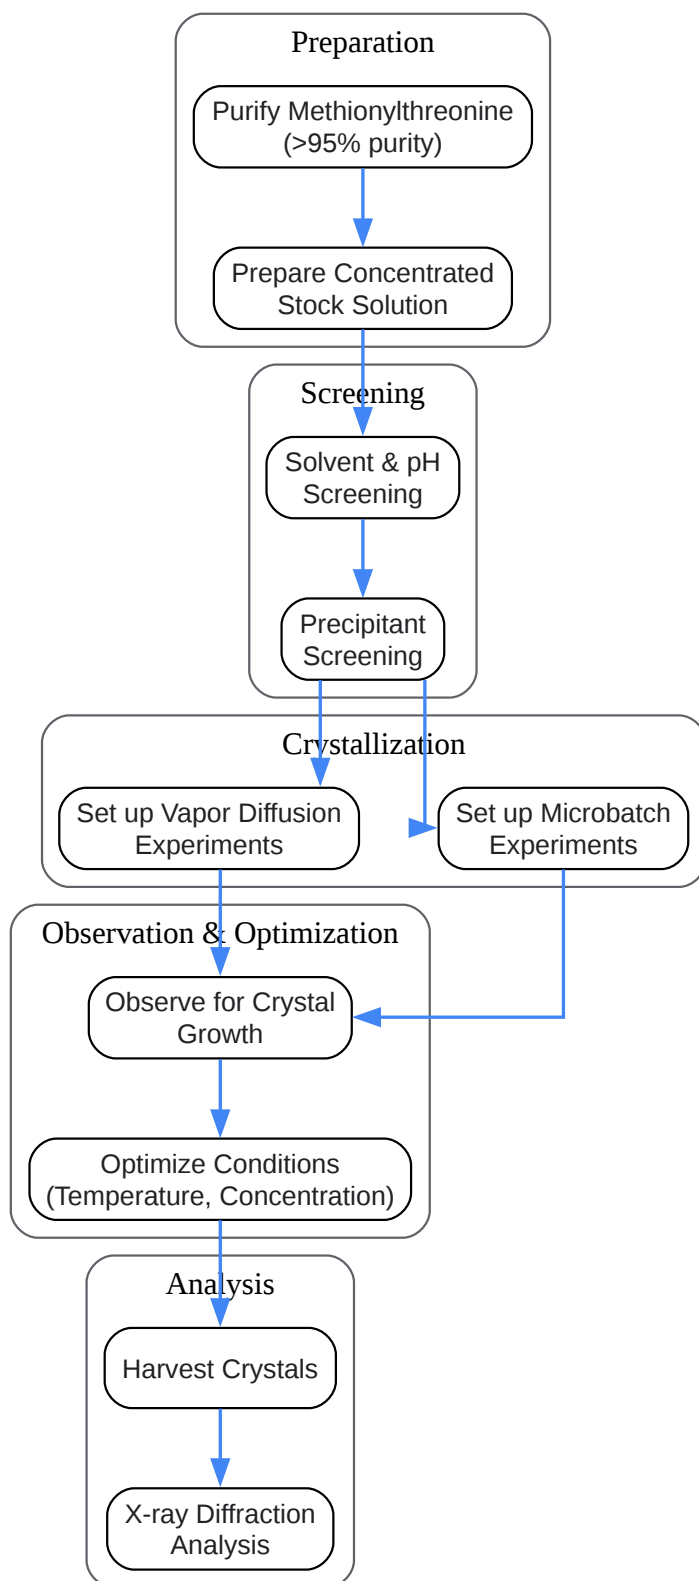 Preparation
Purify Methionylthreonine
(>95% purity)
Prepare Concentrated
Stock Solution
Screening
Solvent & pH
Screening
Precipitant
Screening
Crystallization
Set up Vapor Diffusion
Experiments
Set up Microbatch
Experiments
Observation & Optimization
Observe for Crystal
Growth
Optimize Conditions
(Temperature, Concentration)
Analysis
Harvest Crystals
X-ray Diffraction
Analysis